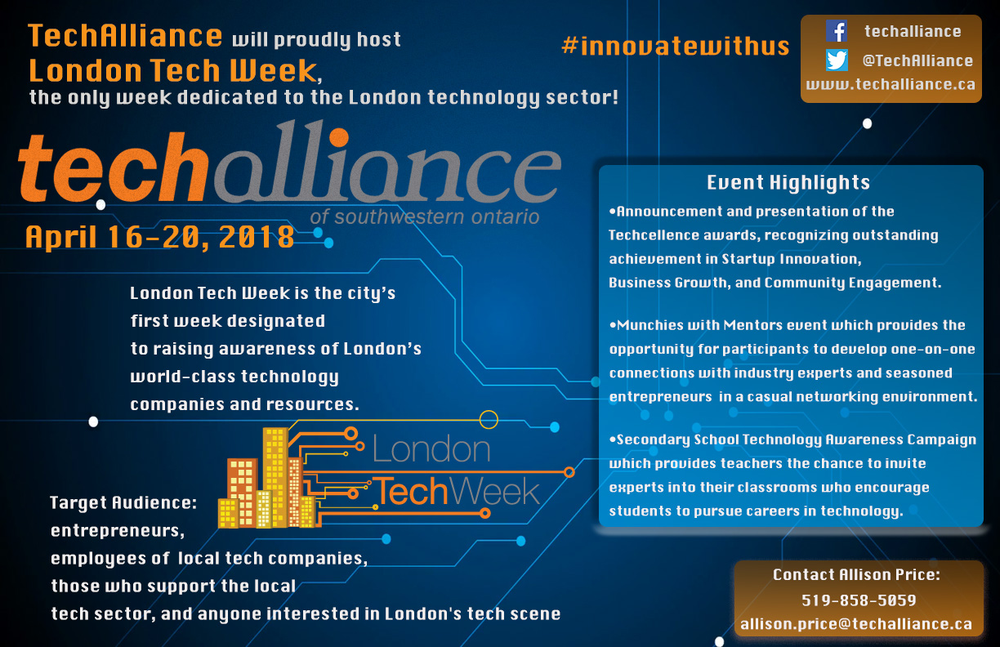 TechAlliance will proudly host
London Tech Week,
the only week dedicated to the London technology sector!
#innovatewithus
techalliance
@TechAlliance
www.techalliance.ca
techalliance
of southwestern ontario
April 16-20, 2018
London Tech Week is the city's
first week designated
to raising awareness of London's
world-class technology
companies and resources.
London
TechWeek
Target Audience:
entrepreneurs,
employees of local tech companies,
those who support the local
tech sector, and anyone interested in London's tech scene
Event Highlights
•Announcement and presentation of the
Techcellence awards, recognizing outstanding
achievement in Startup Innovation,
Business Growth, and Community Engagement.
•Munchies with Mentors event which provides the
opportunity for participants to develop one-on-one
connections with industry experts and seasoned
entrepreneurs in a casual networking environment.
•Secondary School Technology Awareness Campaign
which provides teachers the chance to invite
experts into their classrooms who encourage
students to pursue careers in technology.
Contact Allison Price:
519-858-5059
allison.price@techalliance.ca